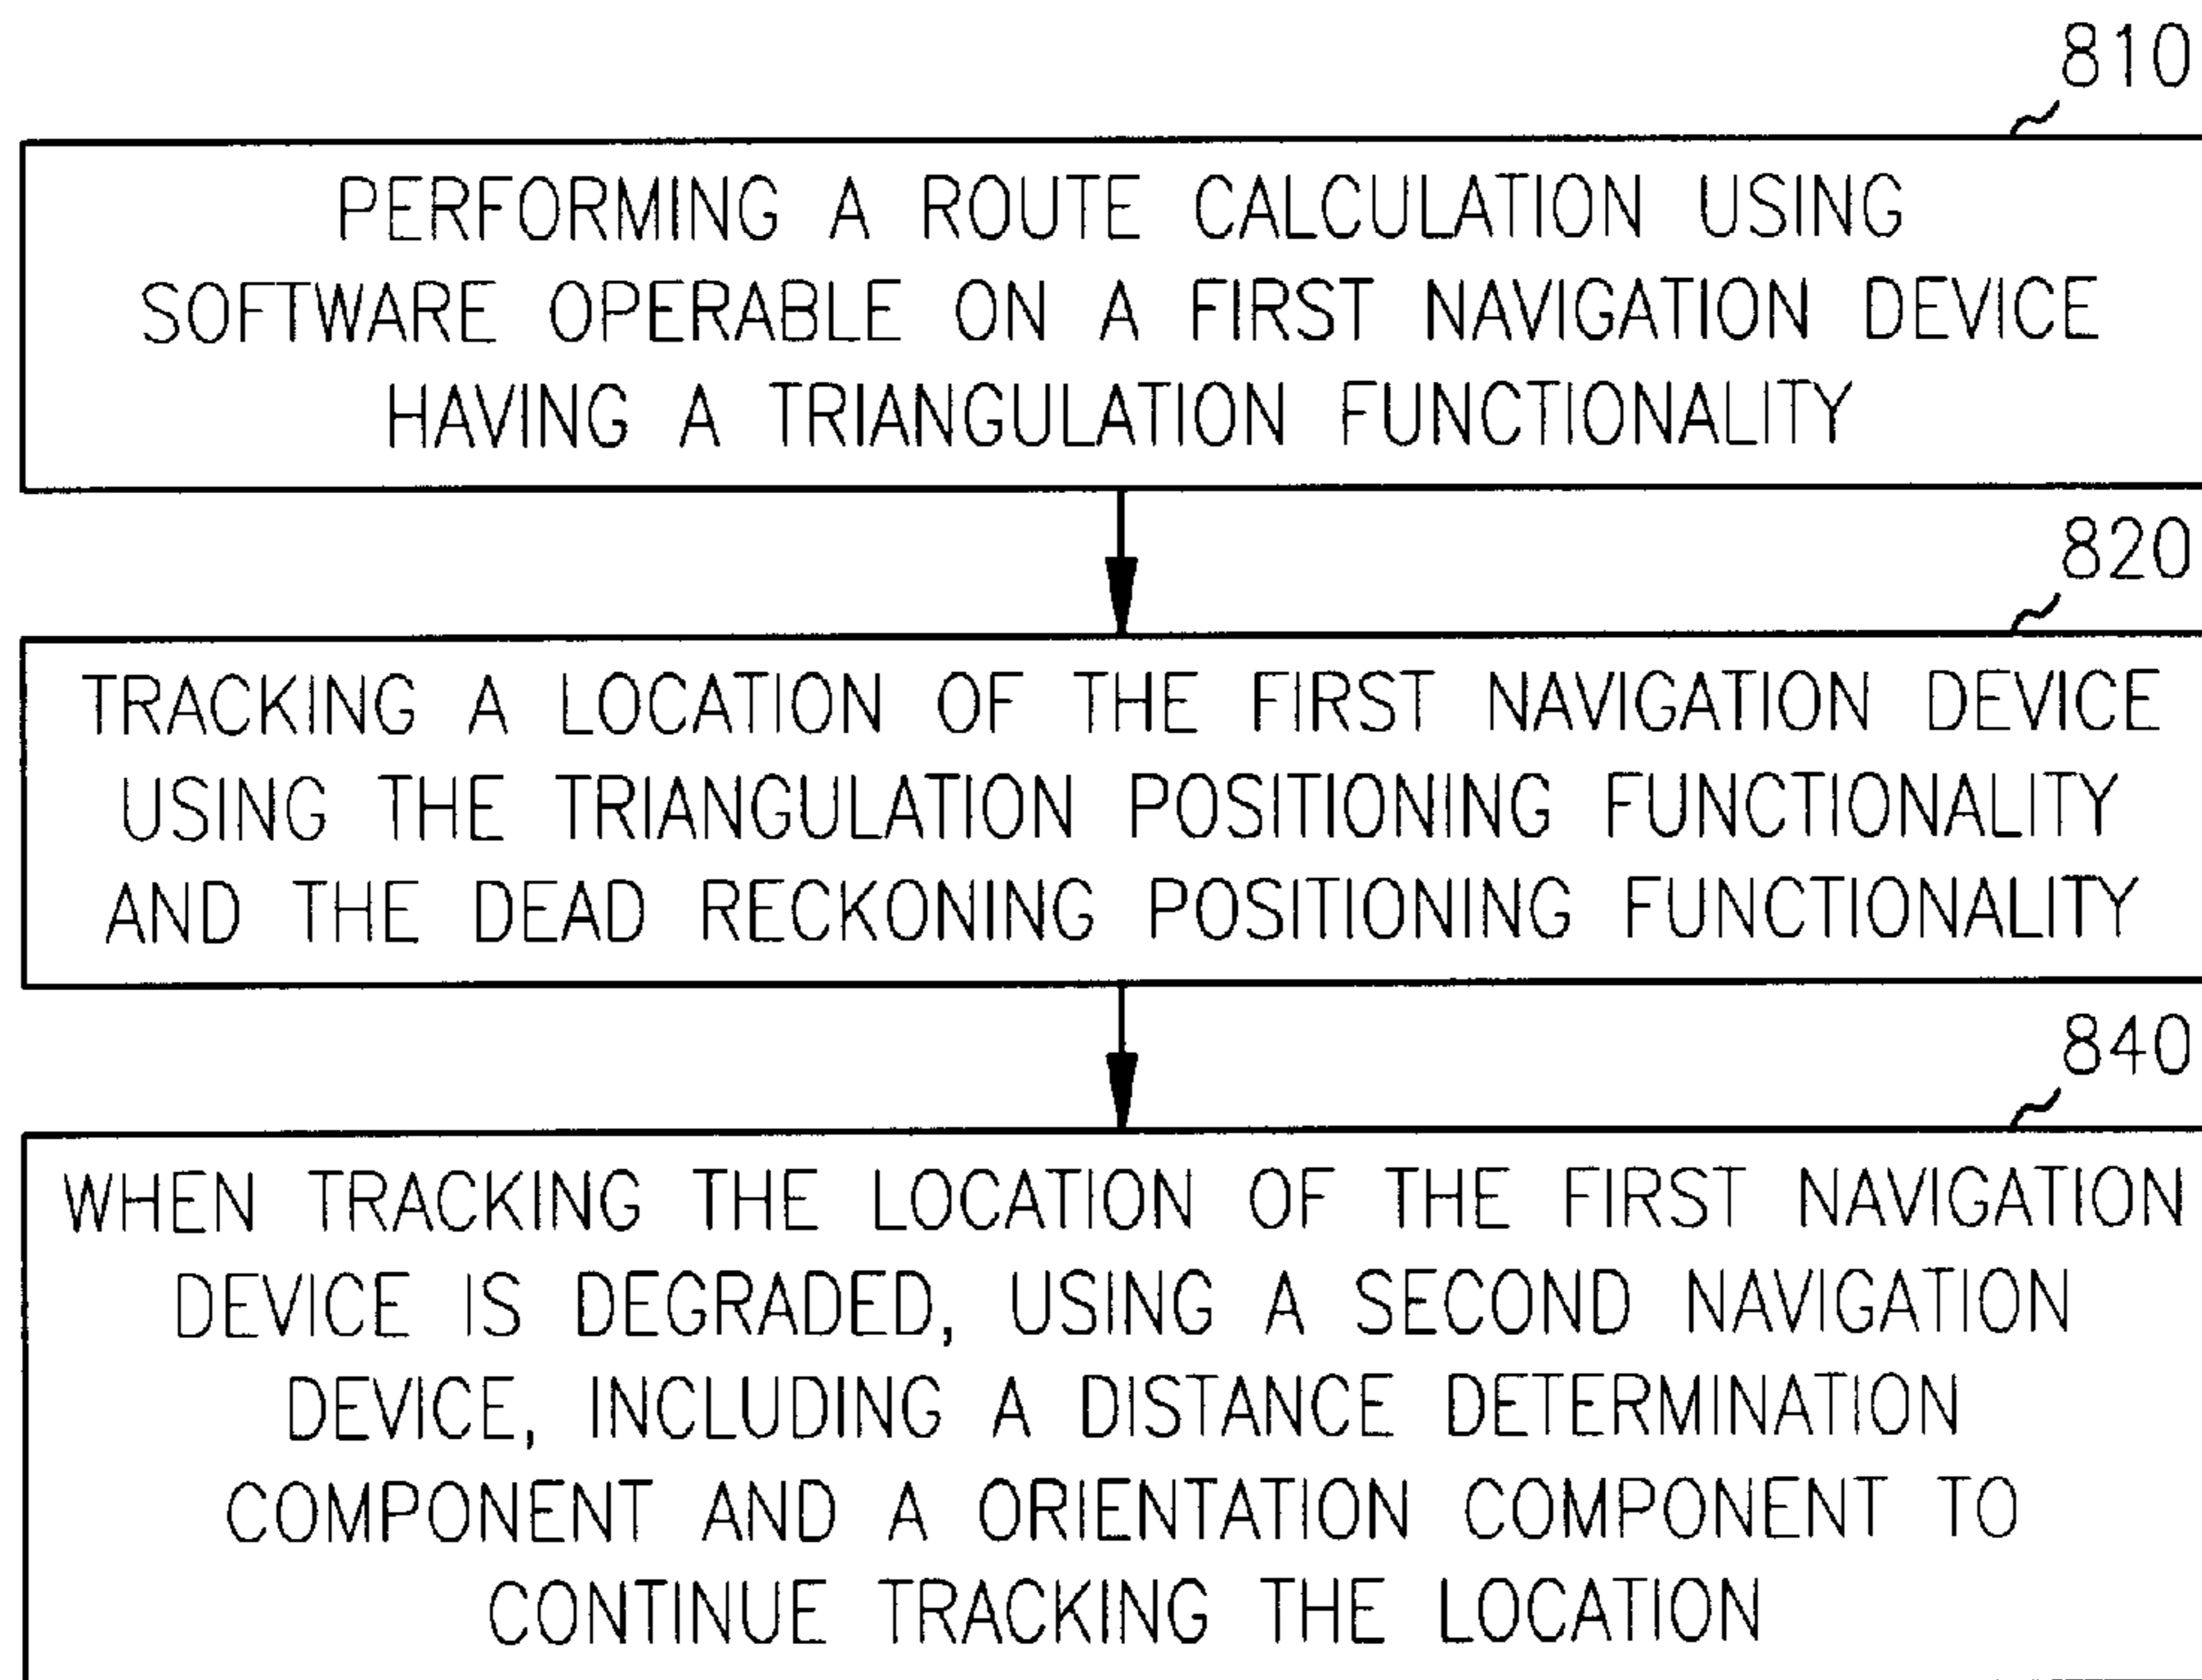 810
PERFORMING A ROUTE CALCULATION USING
SOFTWARE OPERABLE ON A FIRST NAVIGATION DEVICE
HAVING A TRIANGULATION FUNCTIONALITY
820
TRACKING A LOCATION OF THE FIRST NAVIGATION DEVICE
USING THE TRIANGULATION POSITIONING FUNCTIONALITY
AND THE DEAD RECKONING POSITIONING FUNCTIONALITY
840
WHEN TRACKING THE LOCATION OF THE FIRST NAVIGATION
DEVICE IS DEGRADED, USING A SECOND NAVIGATION
DEVICE, INCLUDING A DISTANCE DETERMINATION
COMPONENT AND A ORIENTATION COMPONENT TO
CONTINUE TRACKING THE LOCATION